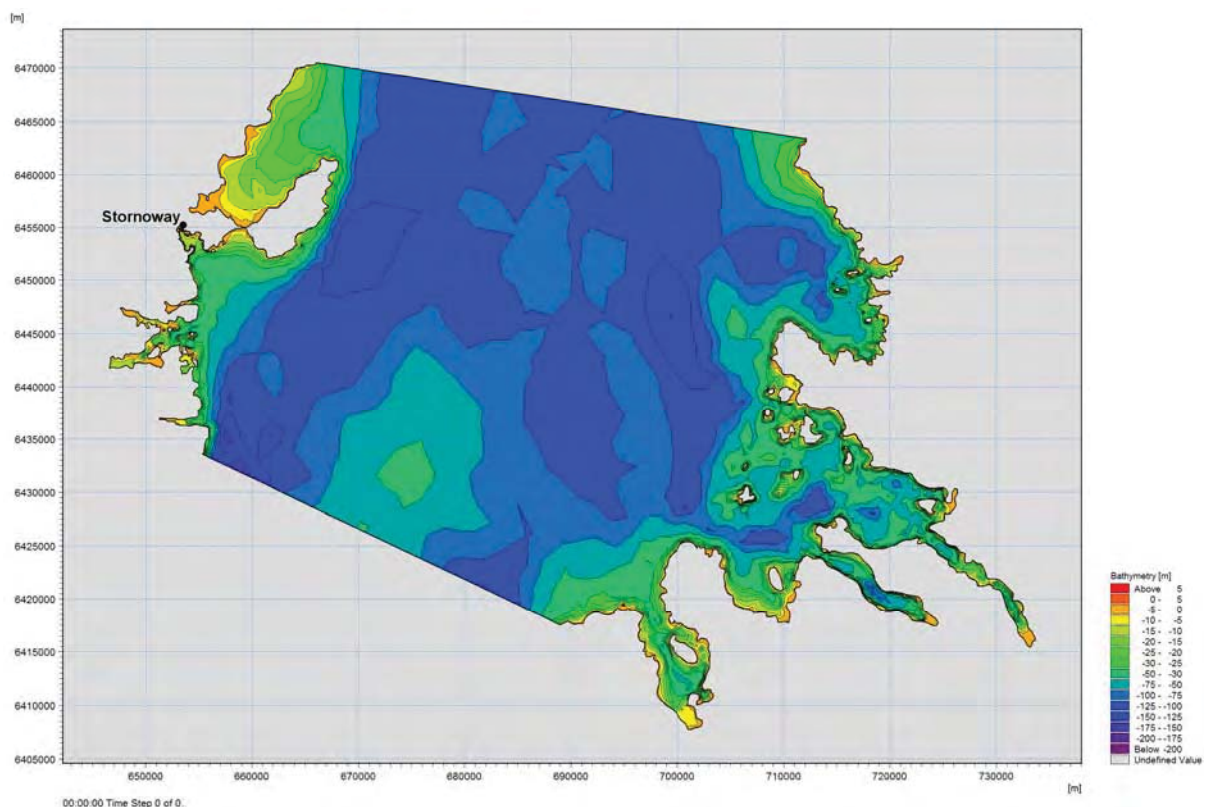 [m]
6470000
6465000
6460000
6455000
6450000
6445000
6440000
6435000
6430000
6425000
6420000
6415000
6410000
6405000
Stornoway
650000 660000 670000 680000 690000 700000 710000 720000 730000
[m]
00:00:00 Time Step 0 of 0.
Bathymetry [m]
Above 5
0 - 5
-5 - 0
-10 - -5
-15 - -10
-20 - -15
-25 - -20
-30 - -25
-50 - -30
-75 - -50
-100 - -75
-125 - -100
-150 - -125
-175 - -150
-200 - -175
Below -200
Undefined Value